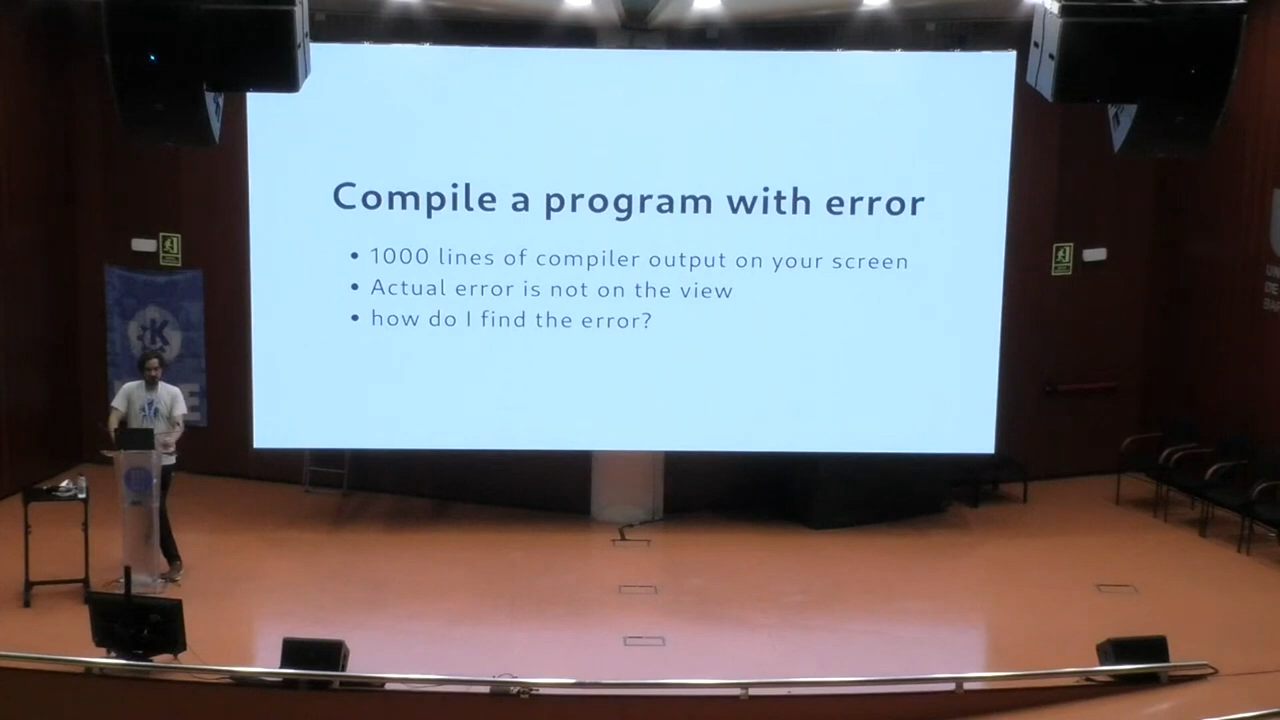 Compile a program with error
• 1000 lines of compiler output on your screen
• Actual error is not on the view
• how do I find the error?
K